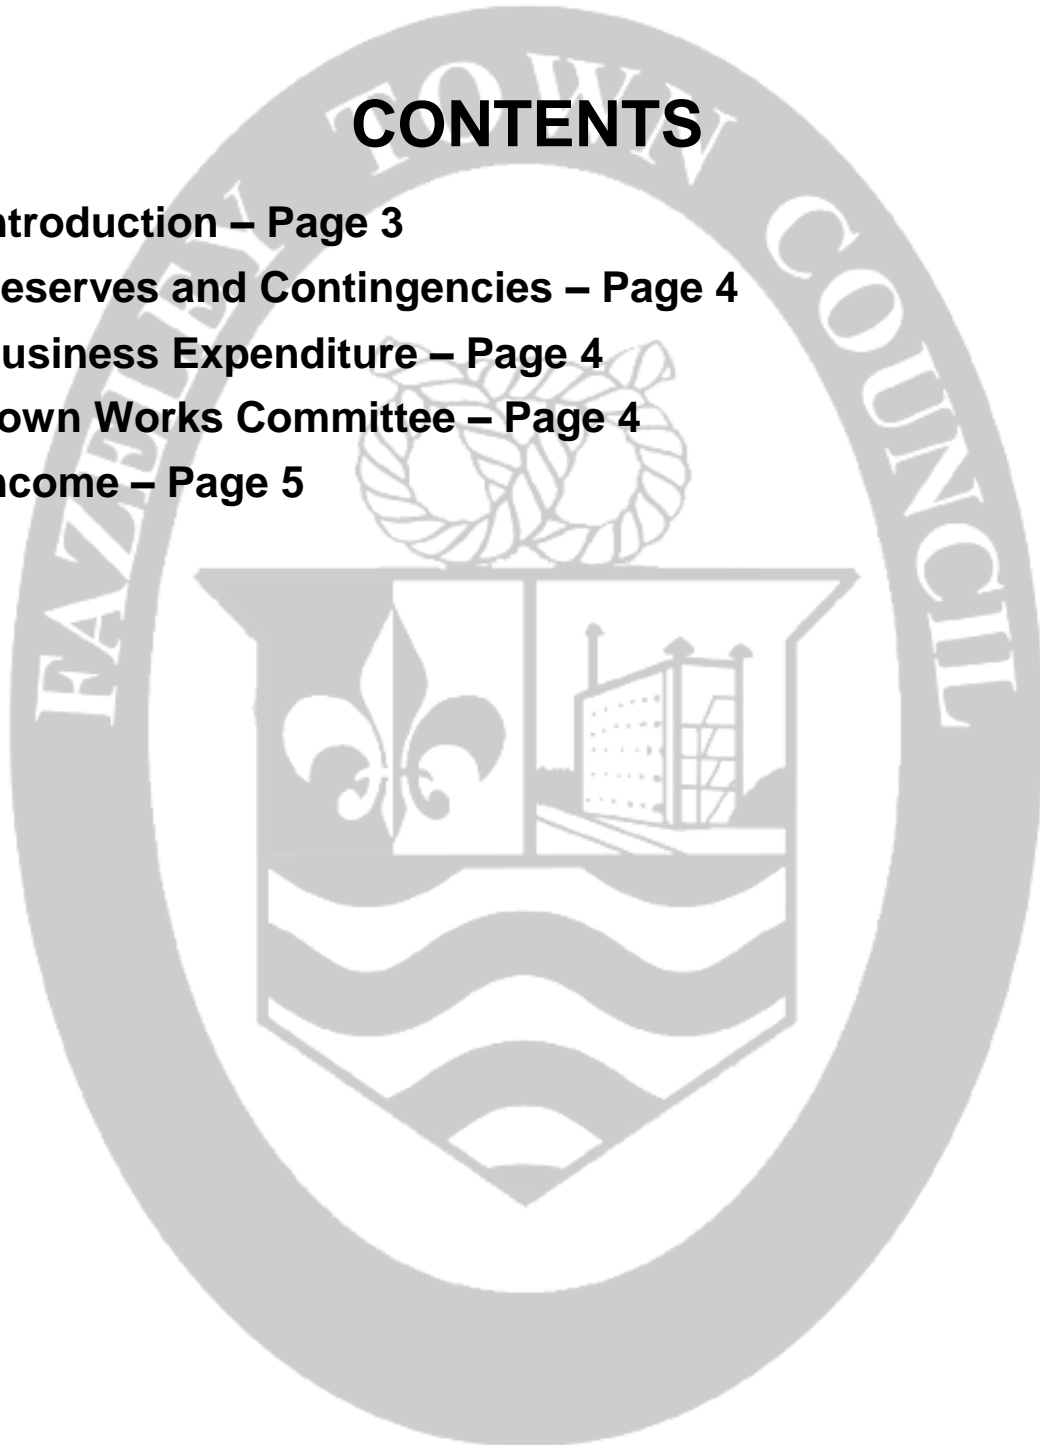 CONTENTS
ntroduction – Page 3
eserves and Contingencies – Page 4
usiness Expenditure – Page 4
own Works Committee – Page 4
ncome – Page 5
FAZELEY TOWN COUNCIL